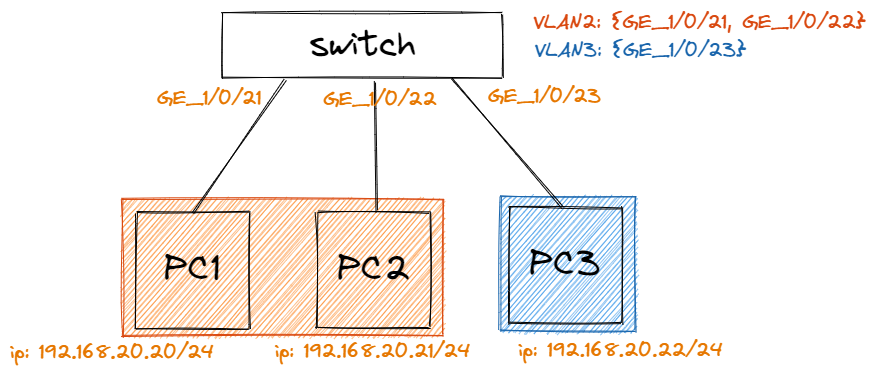 VLAN2: {GE_1/0/21, GE_1/0/22}
switch
VLAN3: {GE_1/0/23}
GE_1/0/21
GE_1/0/22
GE_1/0/23
PC1
PC2
PC3
ip: 192.168.20.20/24
ip: 192.168.20.21/24
ip: 192.168.20.22/24